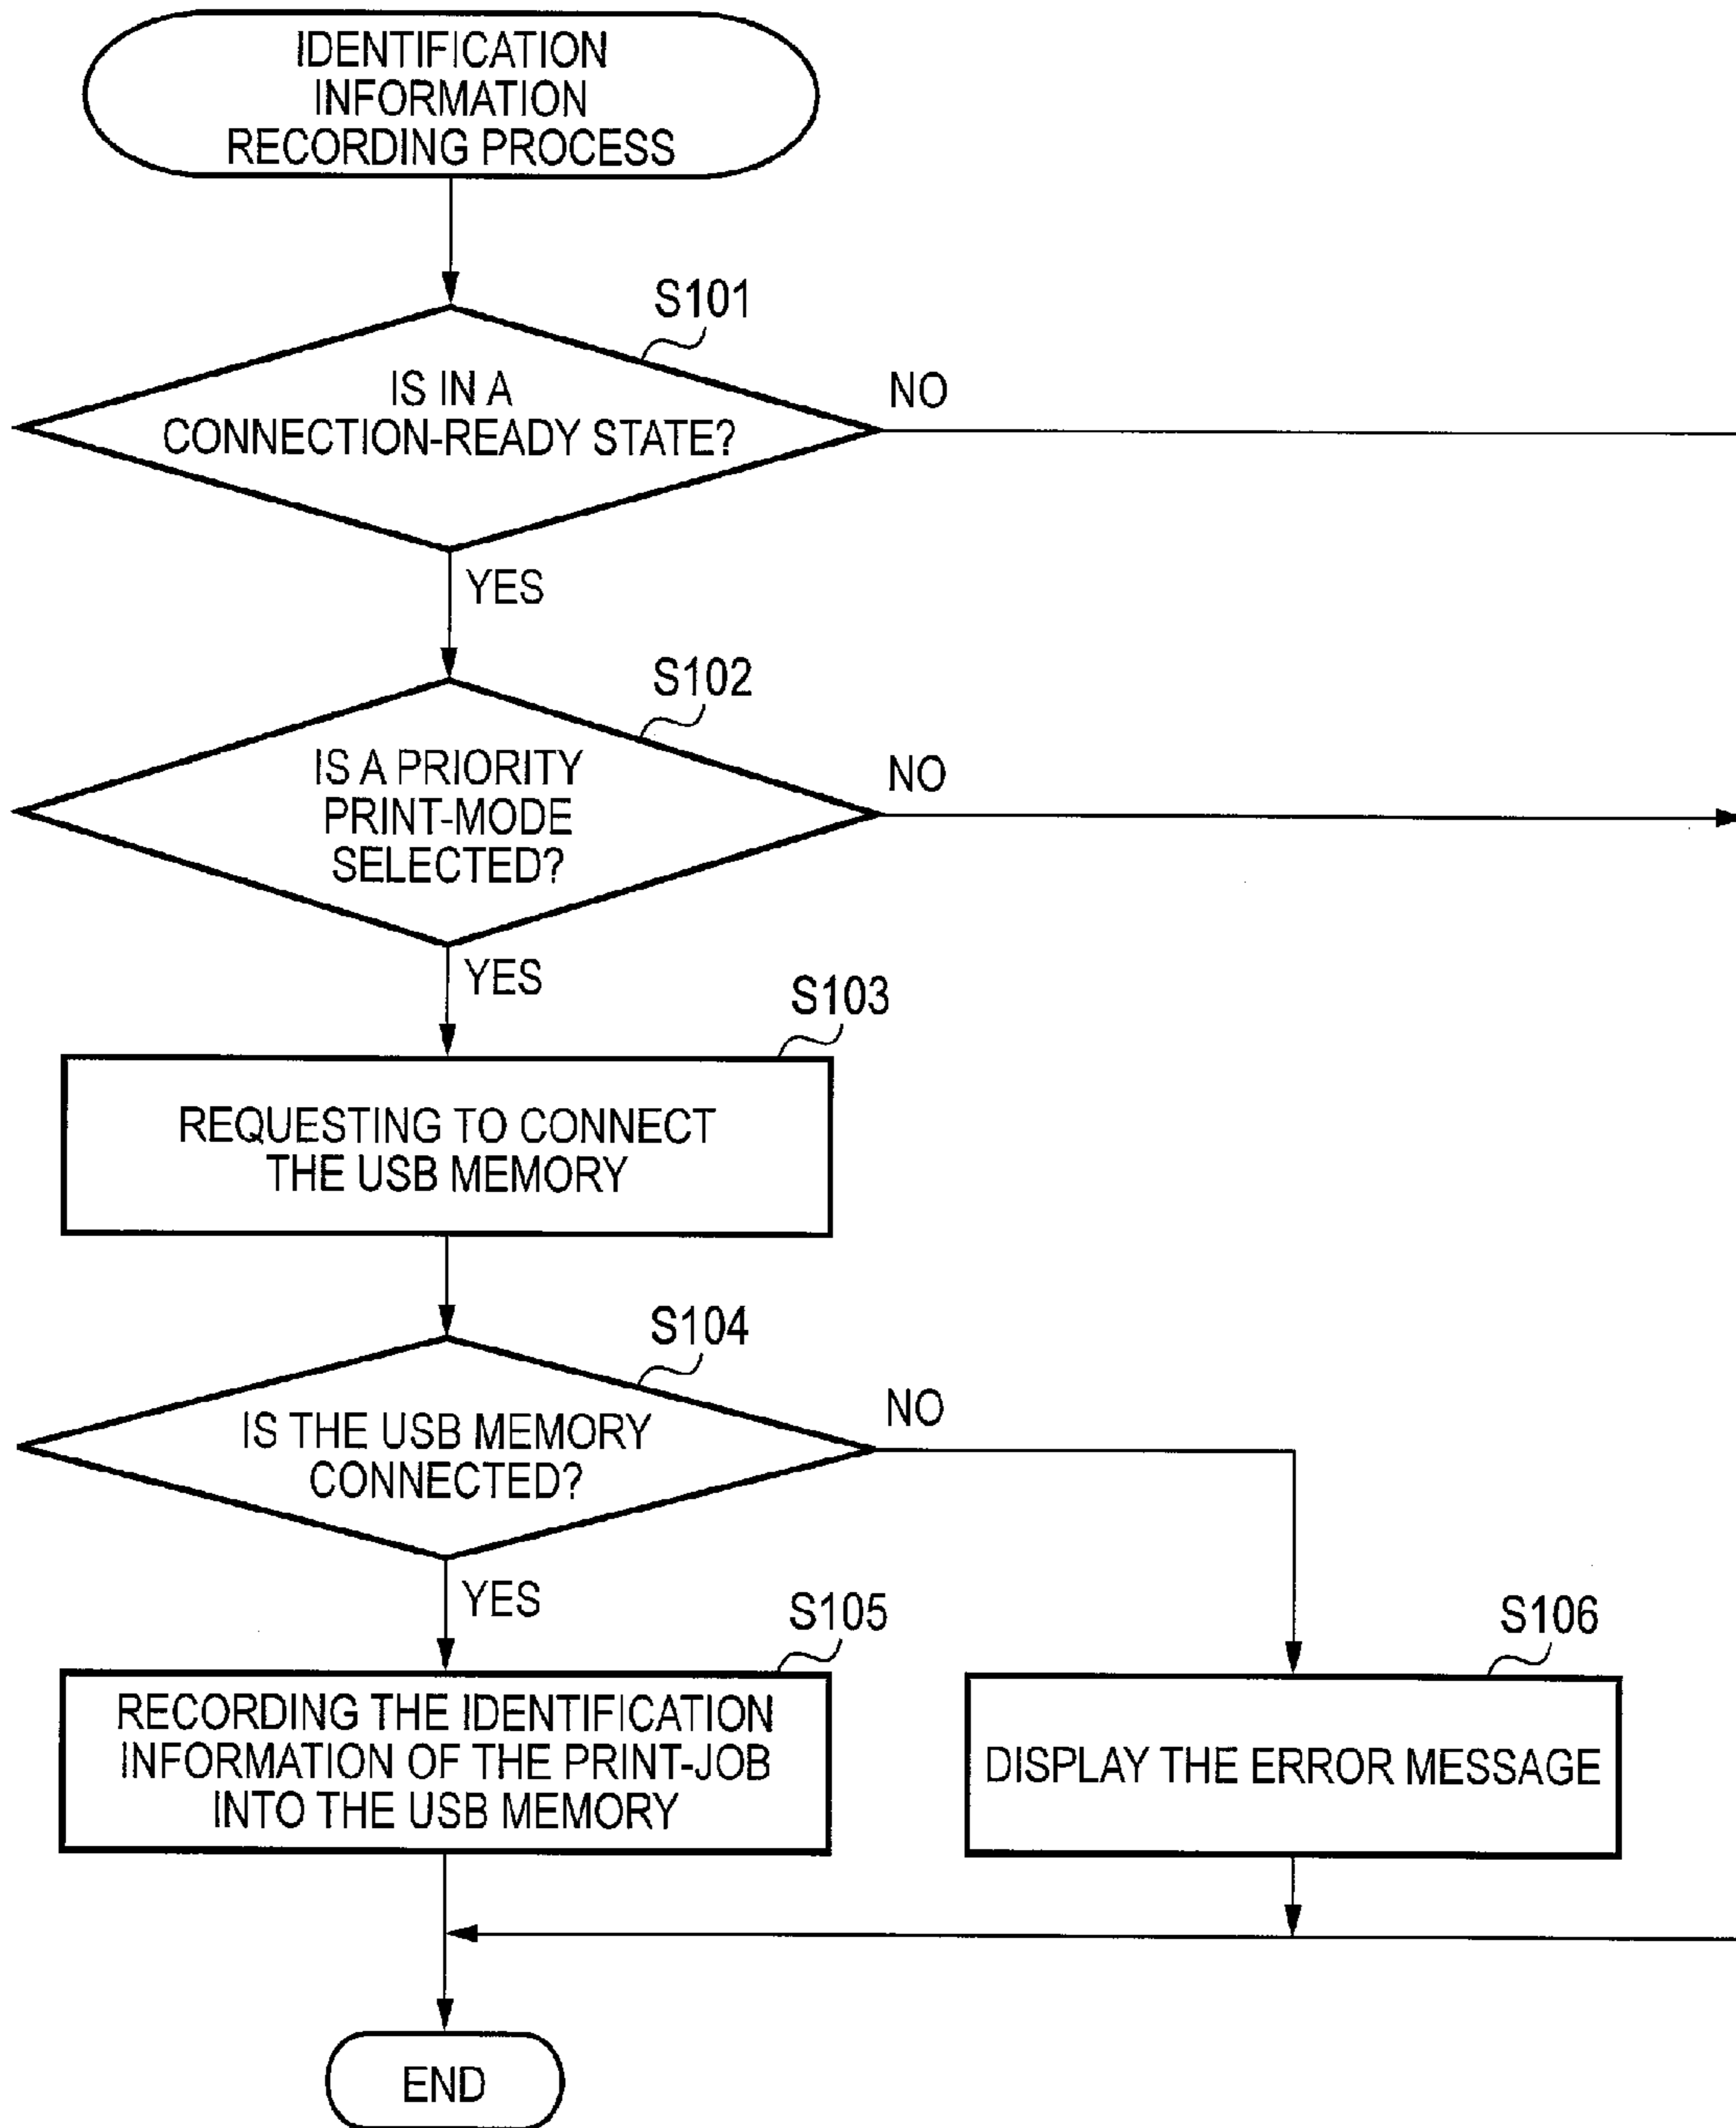 IDENTIFICATION
INFORMATION
RECORDING PROCESS
S101
IS IN A
CONNECTION-READY STATE?
NO
YES
S102
IS A PRIORITY
PRINT-MODE
SELECTED?
NO
YES
S103
REQUESTING TO CONNECT
THE USB MEMORY
S104
IS THE USB MEMORY
CONNECTED?
NO
YES
S105
RECORDING THE IDENTIFICATION
INFORMATION OF THE PRINT-JOB
INTO THE USB MEMORY
S106
DISPLAY THE ERROR MESSAGE
END